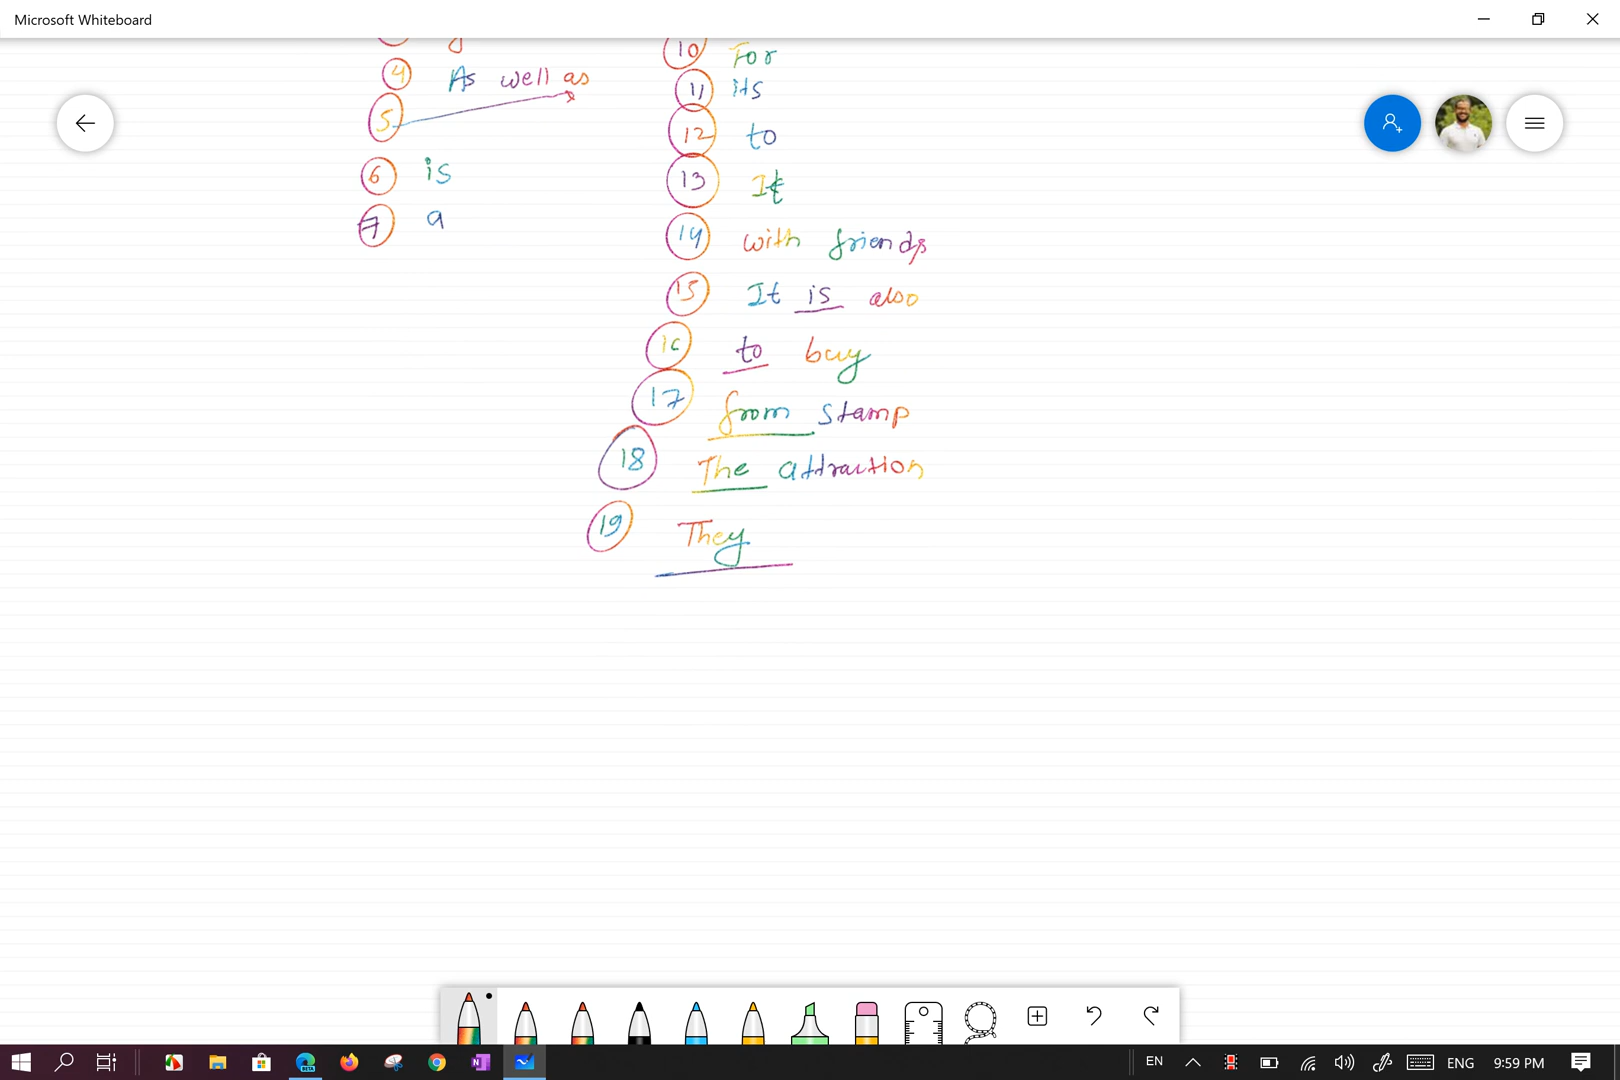 Microsoft Whiteboard
4 As well as
5
6 is
7 a
10 For
11 its
12 to
13 It
14 with friends
15 It is also
16 to buy
17 from stamp
18 The attraction
19 They
EN
ENG
9:59 PM